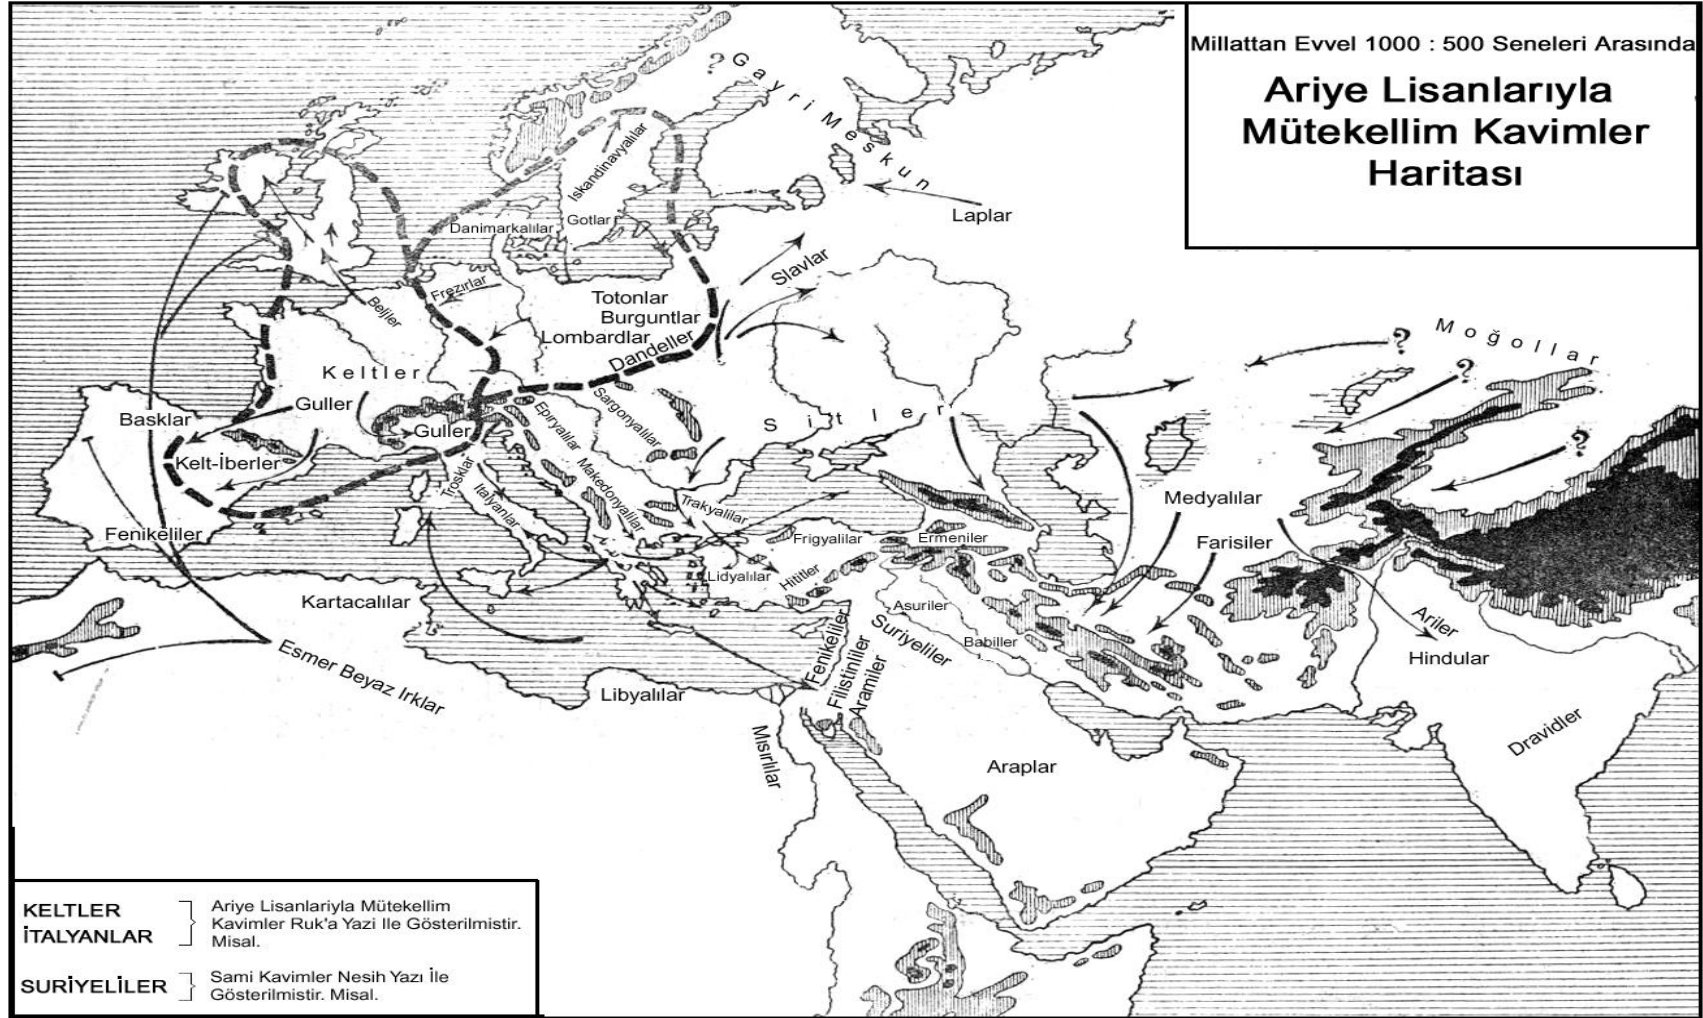 Millattan Evvel 1000 : 500 Seneleri Arasında
Ariye Lisanlarıyla
Mütekellim Kavimler
Haritası
? Gayri Meskun
Laplar
İskandinavyalılar
Gotlar
Danimarkalılar
Slavlar
Frezırlar
Beljler
Totonlar
Burguntlar
Lombardlar
Dandeller
? Moğollar
?
?
Keltler
Guller
Basklar
Guller
Kelt-İberler
Sitler
Epiryalılar
Sargonyalılar
Makedonyalılar
Trosklar
İtalyanlar
Trakyalılar
Fenikeliler
Frigyalılar
Ermeniler
Medyalılar
Farisiler
Lidyalılar
Hititler
Kartacalılar
Asuriler
Suriyeliler
Babiller
Ariler
Hindular
Esmer Beyaz Irklar
Libyalılar
Fenikeliler
Filistinliler
Aramiler
Mısırlılar
Araplar
Dravidler
KELTLER
İTALYANLAR
Ariye Lisanlariyla Mütekellim
Kavimler Ruk'a Yazi Ile Gösterilmistir.
Misal.
SURİYELİLER
Sami Kavimler Nesih Yazı İle
Gösterilmistir. Misal.